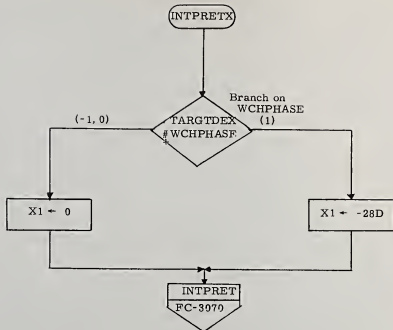 INTPRETX
Branch on
WCHPHASE
(-1, 0)
(1)
TARGTDEX
#WCHPHASE
X1 ← 0
X1 ← -28D
INTPRET
FC-3070